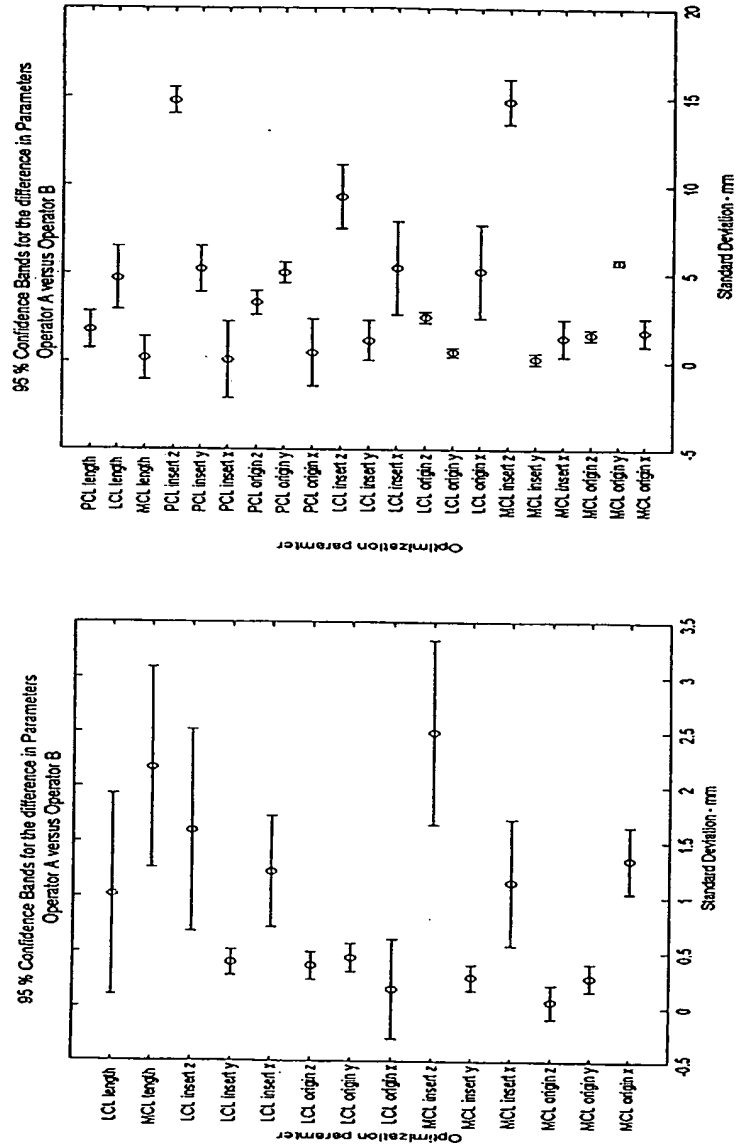 95 % Confidence Bands for the difference in Parameters
Operator A versus Operator B
Optimization paramter
LCL length
MCL length
LCL insert z
LCL insert y
LCL insert x
LCL origin z
LCL origin y
LCL origin x
MCL insert z
MCL insert y
MCL insert x
MCL origin z
MCL origin y
MCL origin x
-0.5 0 0.5 1 1.5 2 2.5 3 3.5
Standard Deviation - mm
95 % Confidence Bands for the difference in Parameters
Operator A versus Operator B
Optimization paramter
PCL length
LCL length
MCL length
PCL insert z
PCL insert y
PCL insert x
PCL origin z
PCL origin y
PCL origin x
LCL insert z
LCL insert y
LCL insert x
LCL origin z
LCL origin y
LCL origin x
MCL insert z
MCL insert y
MCL insert x
MCL origin z
MCL origin y
MCL origin x
-5 0 5 10 15 20
Standard Deviation - mm